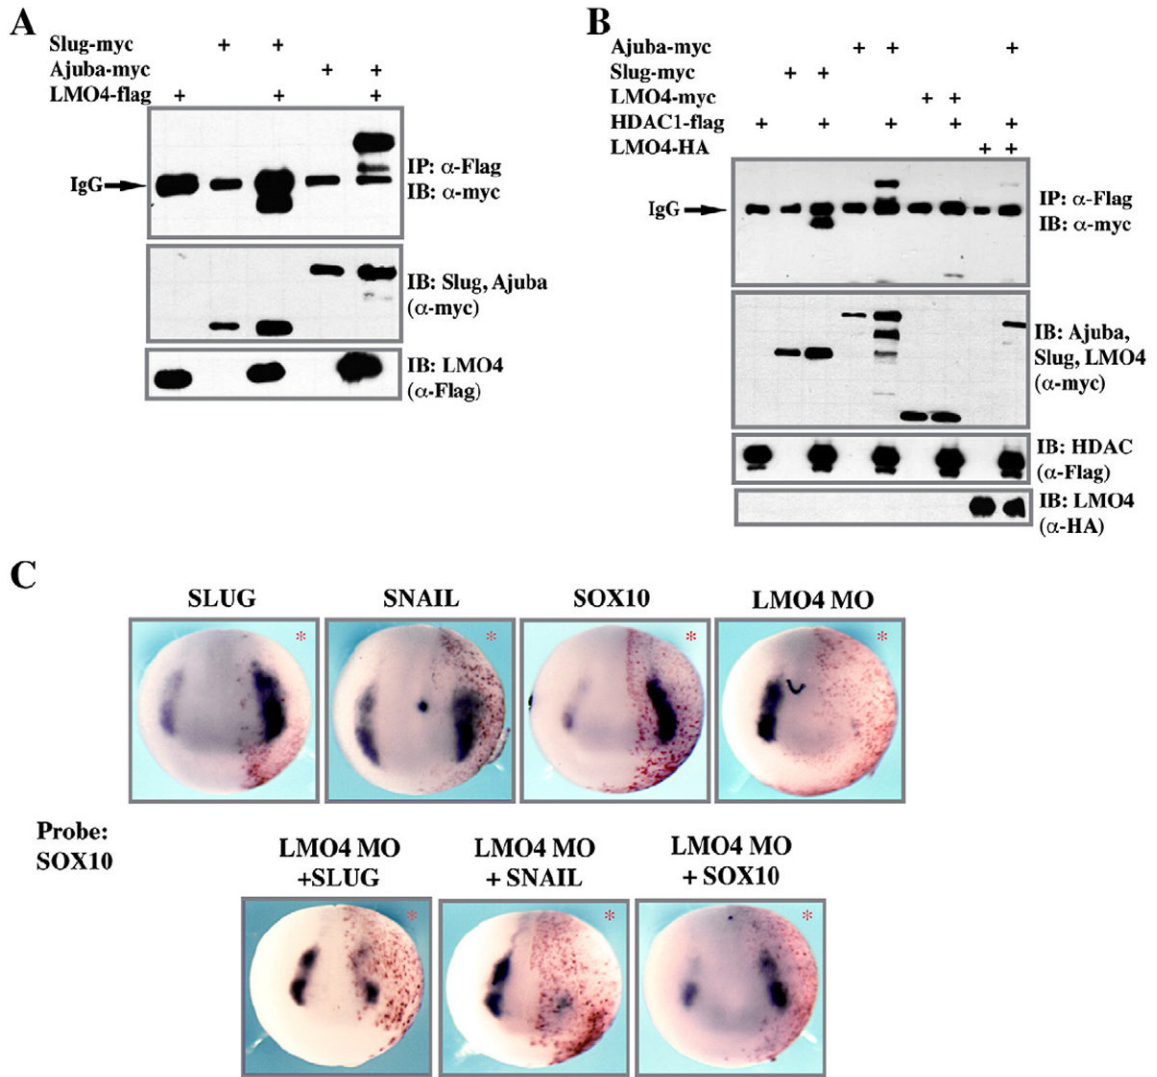 A
Slug-myc + +
Ajuba-myc + +
LMO4-flag + + +
IgG
IP: α-Flag
IB: α-myc
IB: Slug, Ajuba
(α-myc)
IB: LMO4
(α-Flag)
B
Ajuba-myc + + +
Slug-myc + +
LMO4-myc + +
HDAC1-flag + + + + +
LMO4-HA + +
IgG
IP: α-Flag
IB: α-myc
IB: Ajuba,
Slug, LMO4
(α-myc)
IB: HDAC
(α-Flag)
IB: LMO4
(α-HA)
C
SLUG SNAIL SOX10 LMO4 MO
* * * *
Probe:
SOX10
LMO4 MO
+SLUG
LMO4 MO
+ SNAIL
LMO4 MO
+ SOX10
* * *